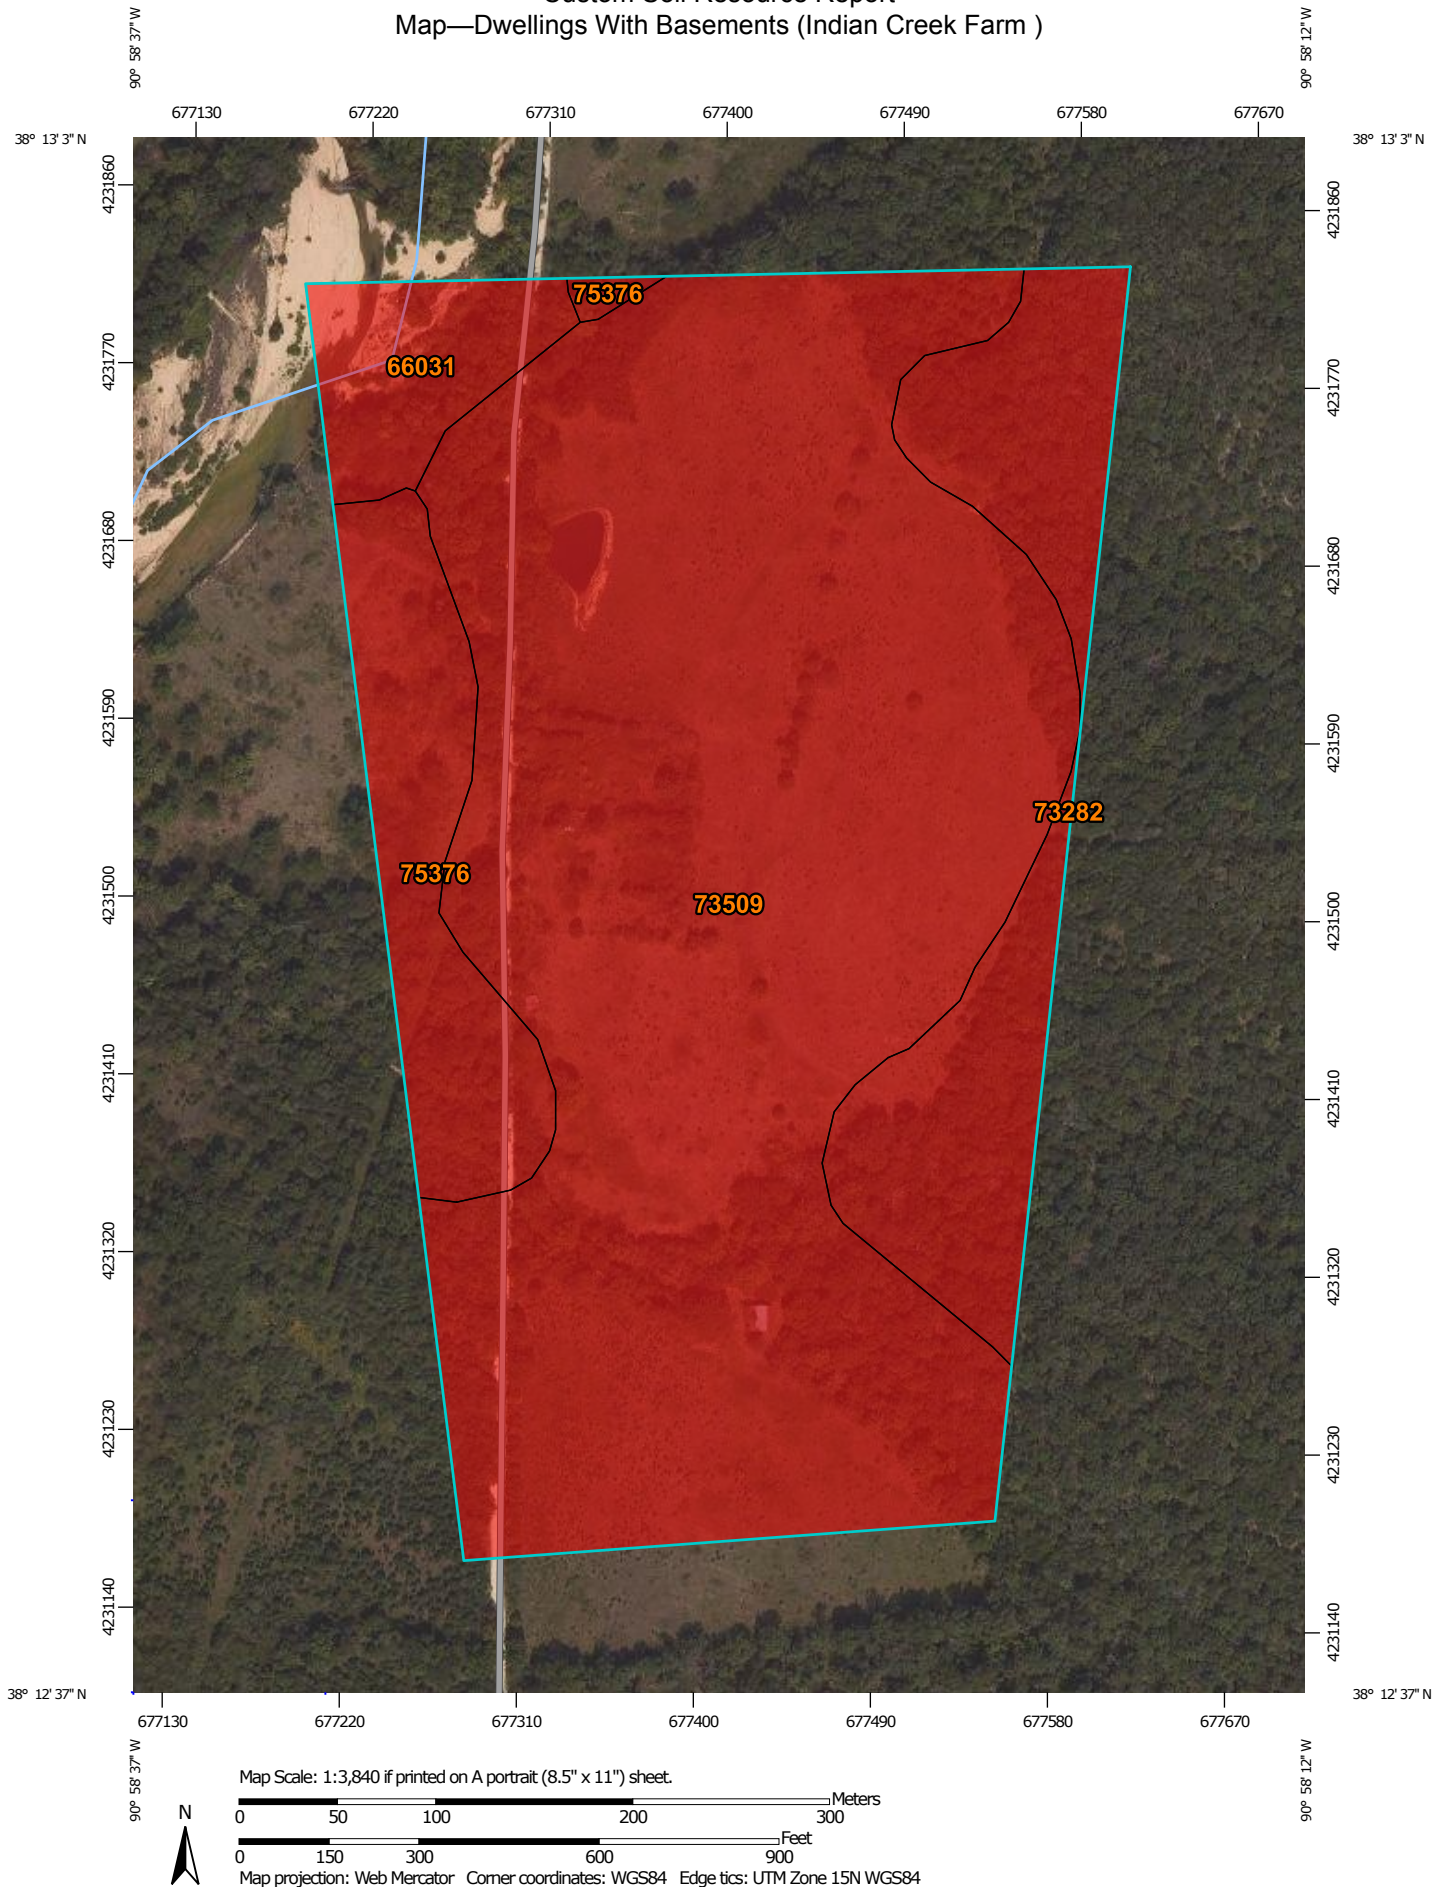 Custom Soil Resource Report
Map—Dwellings With Basements (Indian Creek Farm )
90° 58' 37'' W
90° 58' 12'' W
677130
677220
677310
677400
677490
677580
677670
38° 13' 3'' N
38° 13' 3'' N
4231860
4231770
4231680
4231590
4231500
4231410
4231320
4231230
4231140
4231860
4231770
4231680
4231590
4231500
4231410
4231320
4231230
4231140
75376
66031
73282
75376
73509
38° 12' 37'' N
38° 12' 37'' N
677130
677220
677310
677400
677490
677580
677670
90° 58' 37'' W
90° 58' 12'' W
Map Scale: 1:3,840 if printed on A portrait (8.5" x 11") sheet.
Meters
0 50 100 200 300
Feet
0 150 300 600 900
N
Map projection: Web Mercator Corner coordinates: WGS84 Edge tics: UTM Zone 15N WGS84